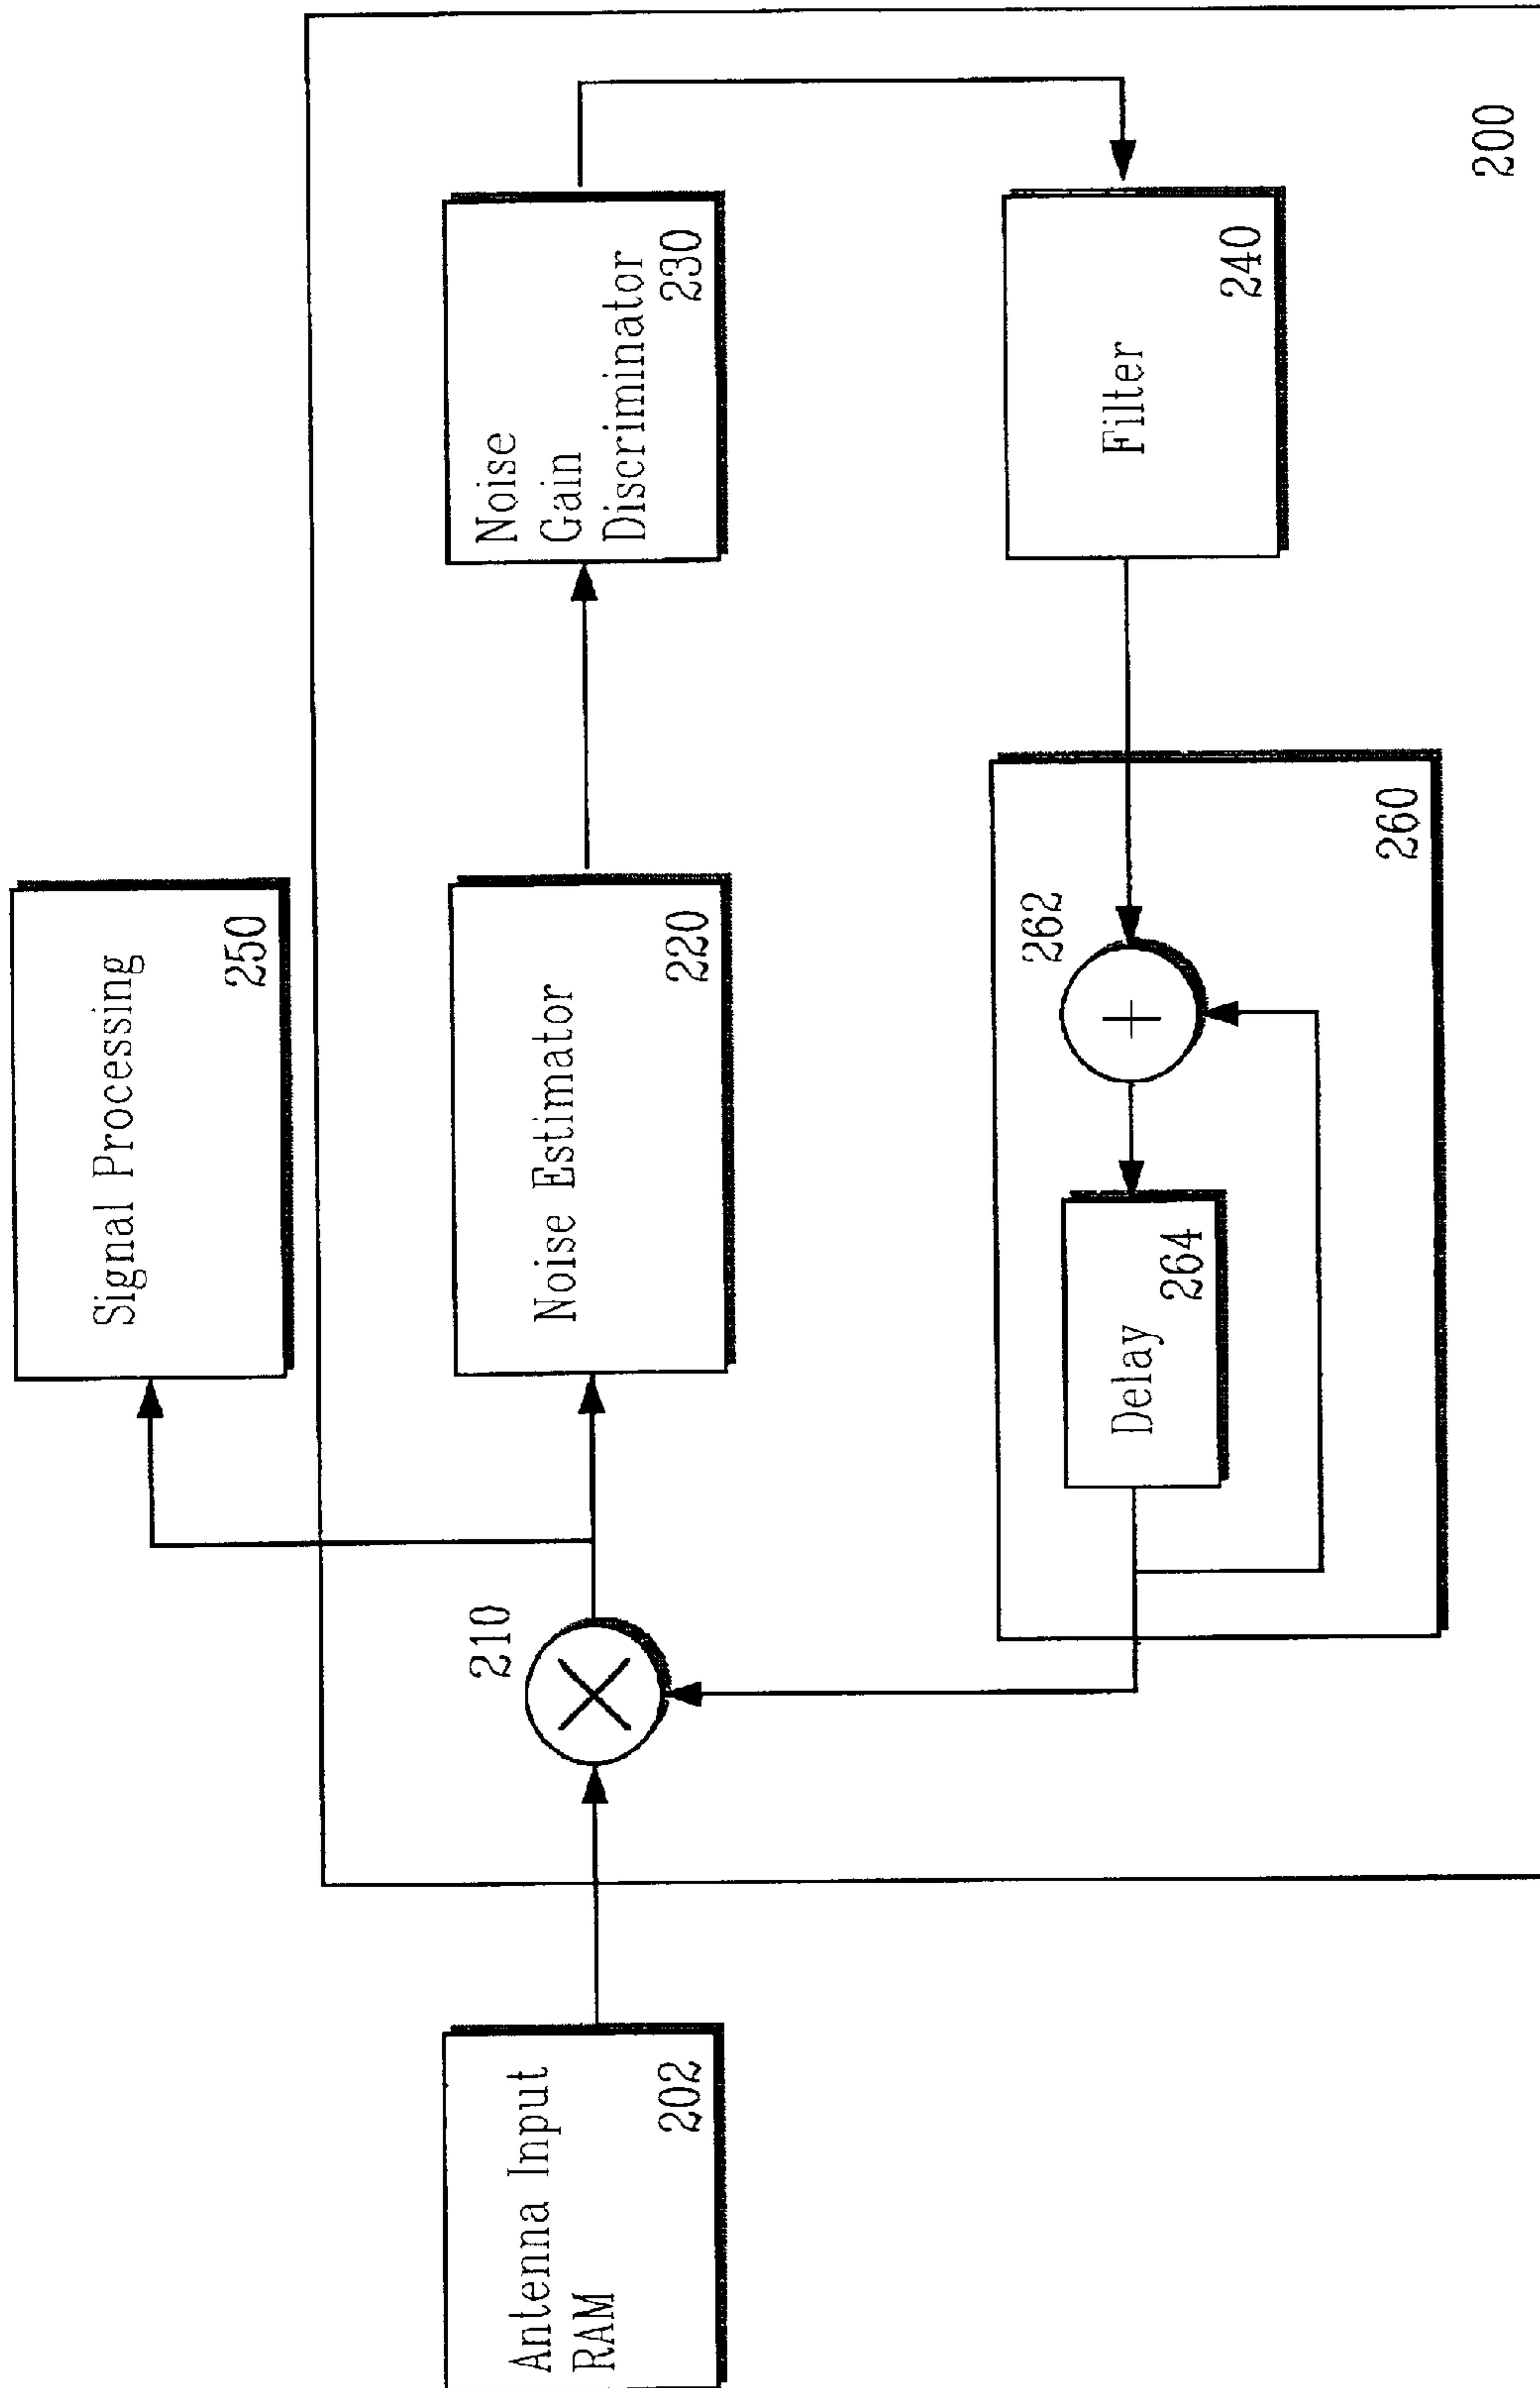 Signal Processing
250
Antenna Input
RAM
202
210
Noise Estimator
220
Noise
Gain
Discriminator
230
262
Delay
264
260
Filter
240
200